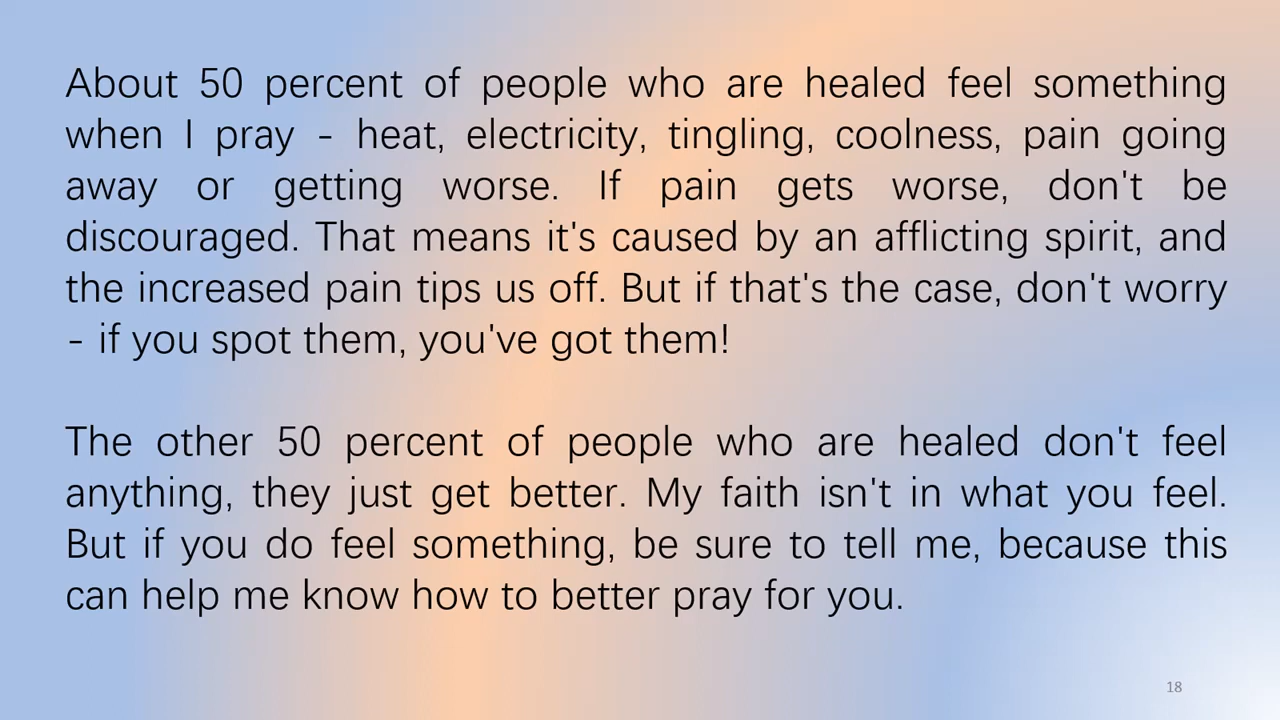 About 50 percent of people who are healed feel something
when I pray - heat, electricity, tingling, coolness, pain going
away or getting worse. If pain gets worse, don't be
discouraged. That means it's caused by an afflicting spirit, and
the increased pain tips us off. But if that's the case, don't worry
- if you spot them, you've got them!
The other 50 percent of people who are healed don't feel
anything, they just get better. My faith isn't in what you feel.
But if you do feel something, be sure to tell me, because this
can help me know how to better pray for you.
18